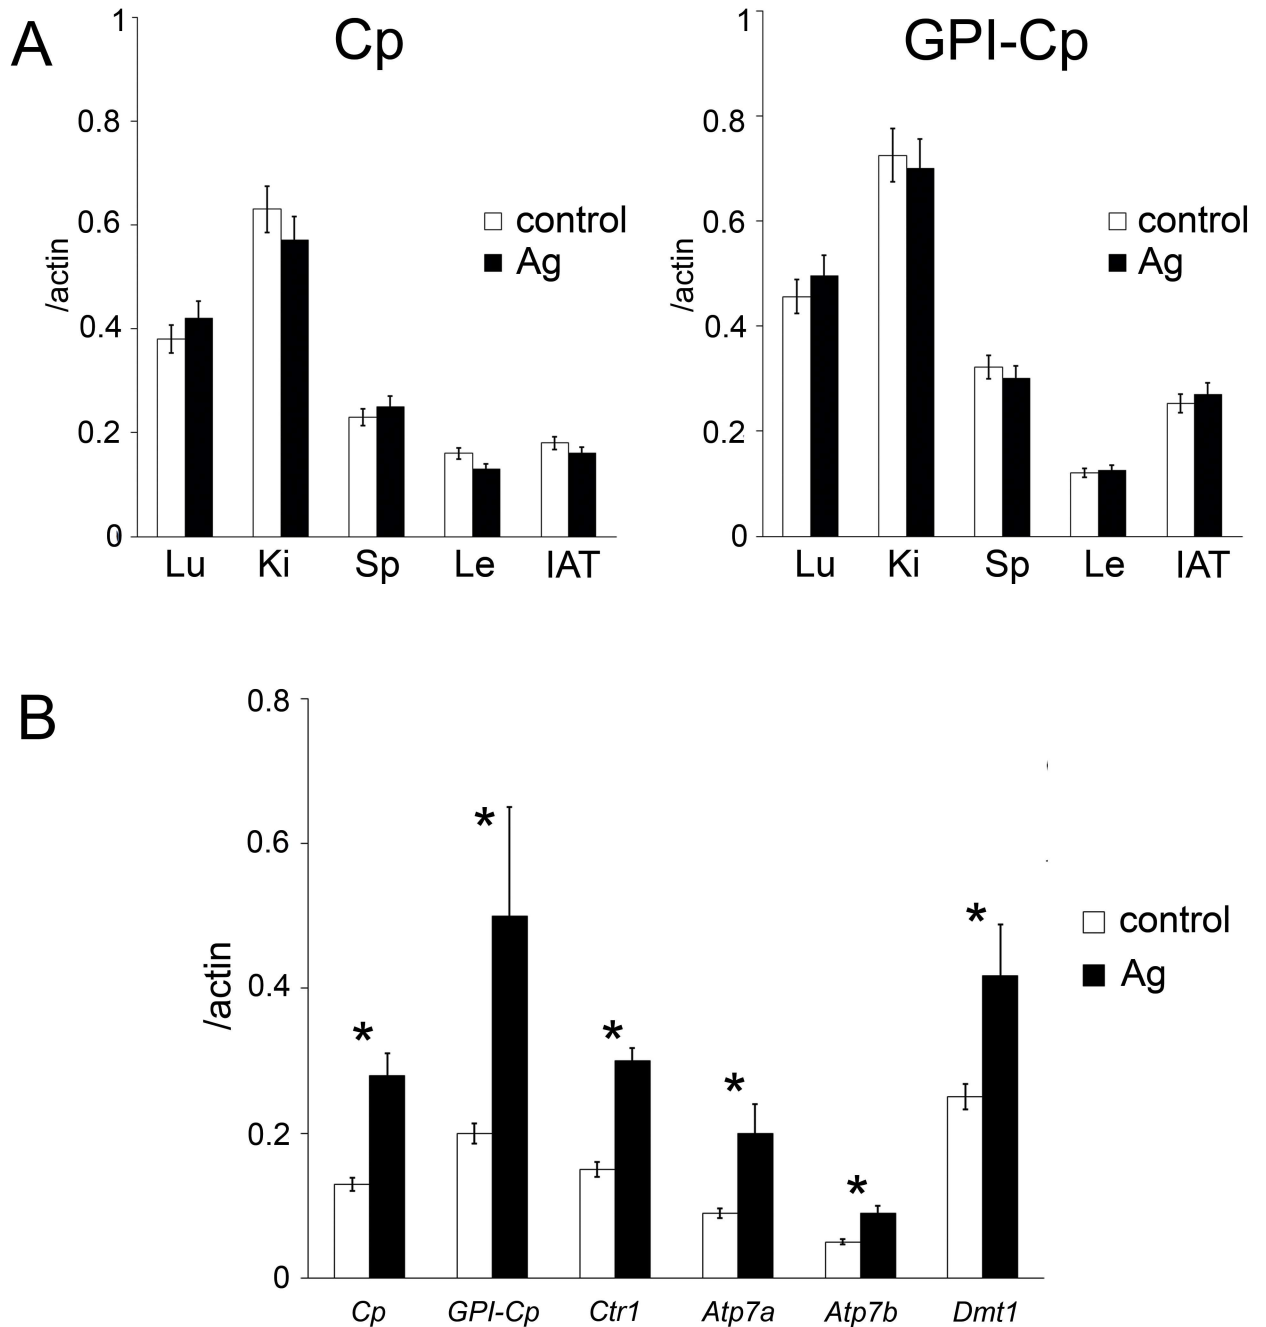 A
Cp
1
0.8
0.6
0.4
0.2
0
/actin
control
Ag
Lu Ki Sp Le IAT
GPI-Cp
1
0.8
0.6
0.4
0.2
0
/actin
control
Ag
Lu Ki Sp Le IAT
B
0.8
0.6
0.4
0.2
0
/actin
* * * * * *
control
Ag
Cp GPI-Cp Ctr1 Atp7a Atp7b Dmt1